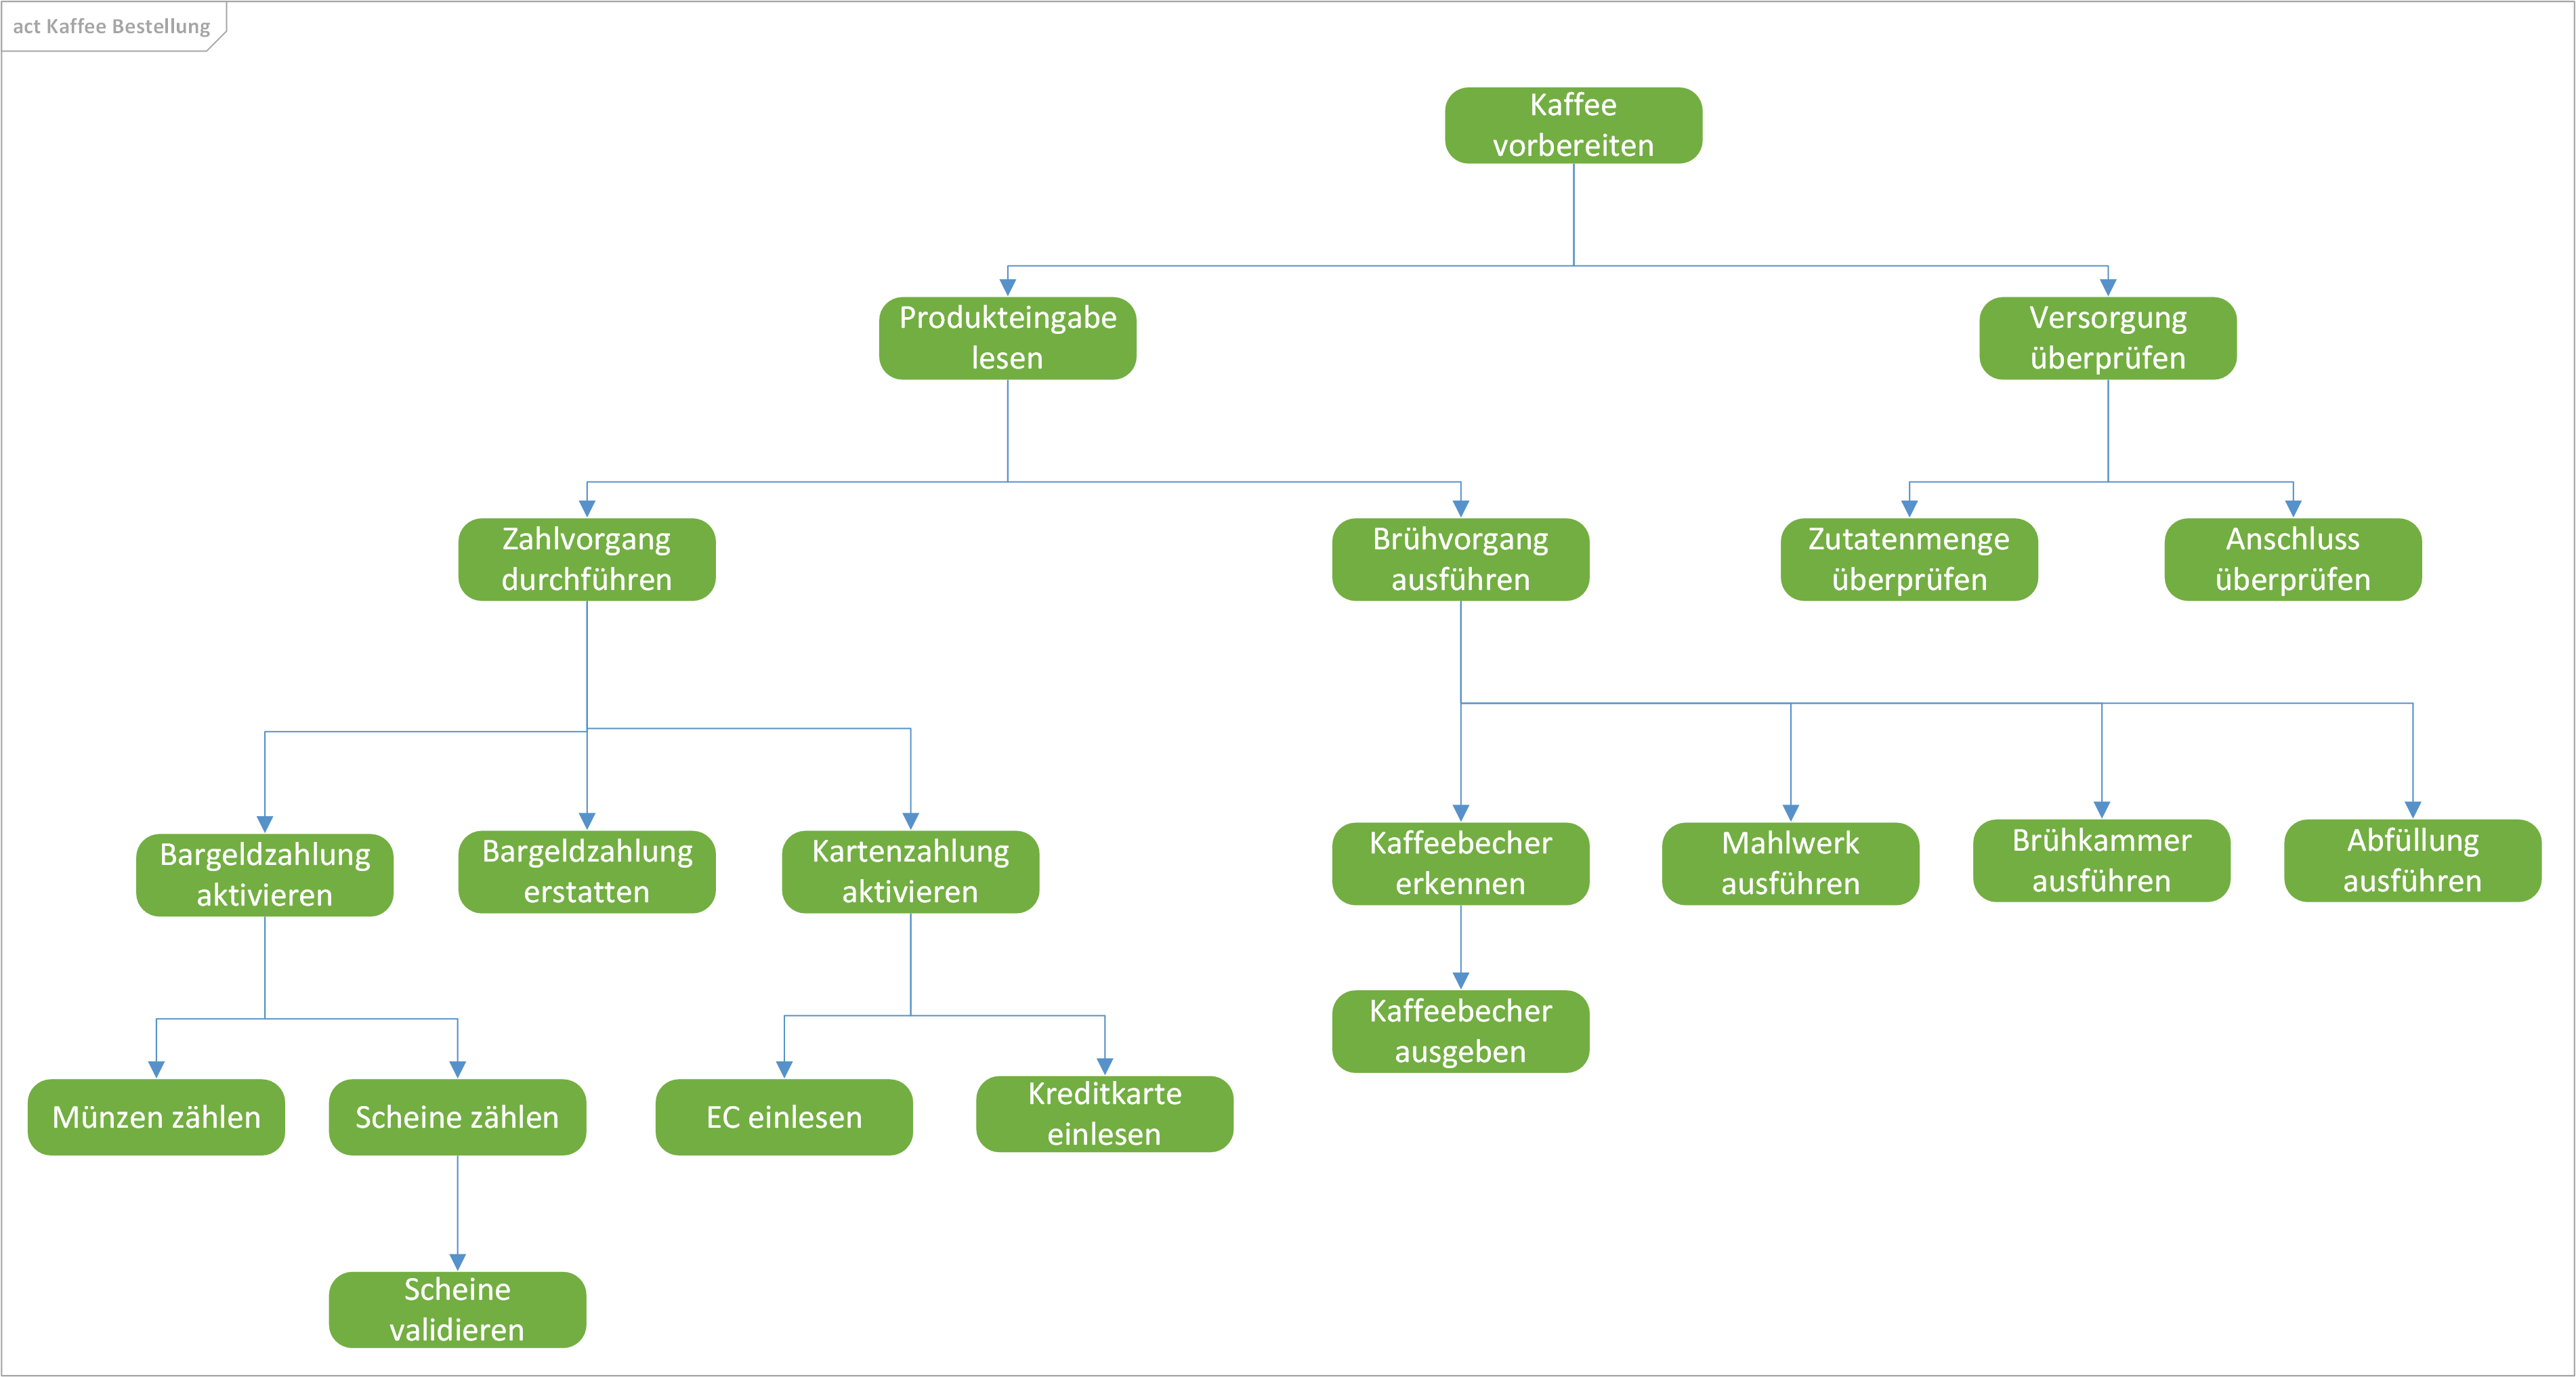 act Kaffee Bestellung
Kaffee
vorbereiten
Produkteingabe
lesen
Versorgung
überprüfen
Zahlvorgang
durchführen
Brühvorgang
ausführen
Zutatenmenge
überprüfen
Anschluss
überprüfen
Bargeldzahlung
aktivieren
Bargeldzahlung
erstatten
Kartenzahlung
aktivieren
Kaffeebecher
erkennen
Mahlwerk
ausführen
Brühkammer
ausführen
Abfüllung
ausführen
Kaffeebecher
ausgeben
Münzen zählen
Scheine zählen
EC einlesen
Kreditkarte
einlesen
Scheine
validieren